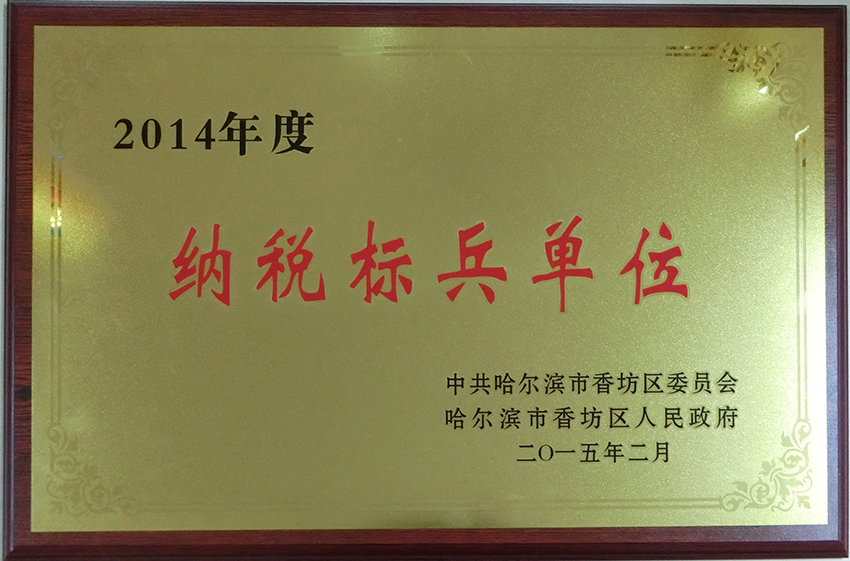 2014年度
纳税标兵单位
中共哈尔滨市香坊区委员会
哈尔滨市香坊区人民政府
二〇一五年二月